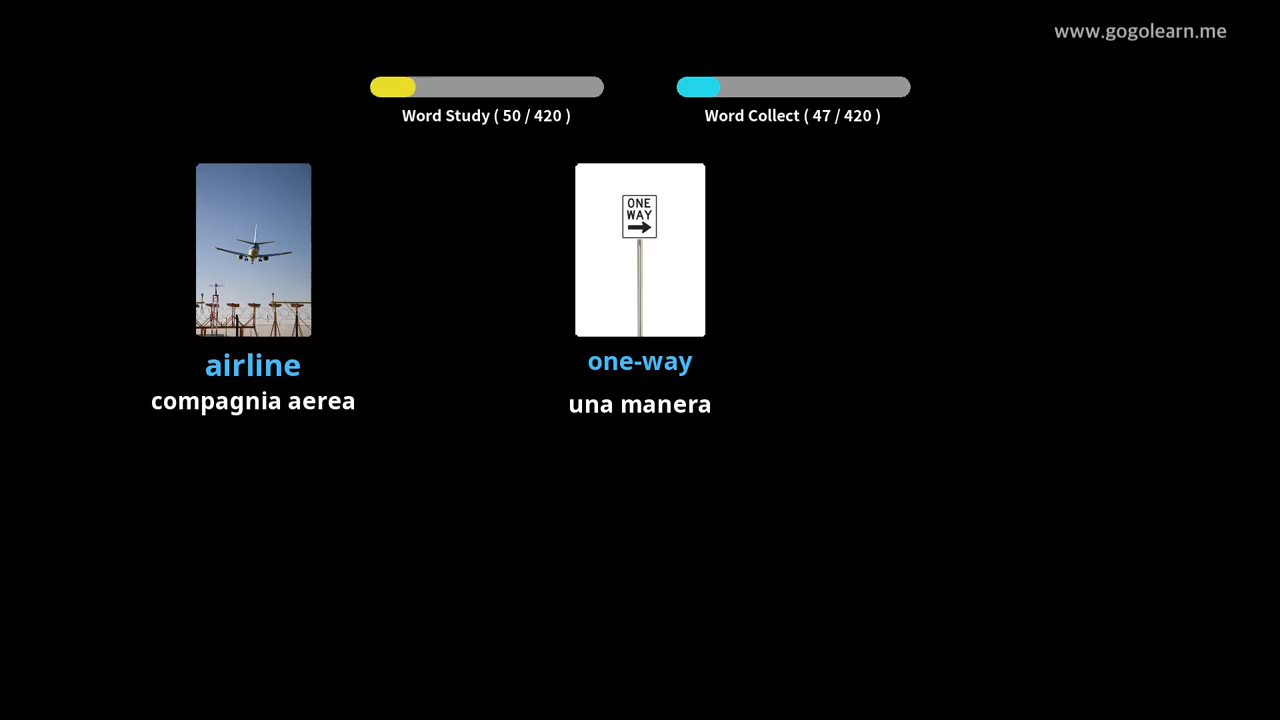 www.gogolearn.me
Word Study ( 50 / 420 )
Word Collect ( 47 / 420 )
ONE
WAY
airline
compagnia aerea
one-way
una manera